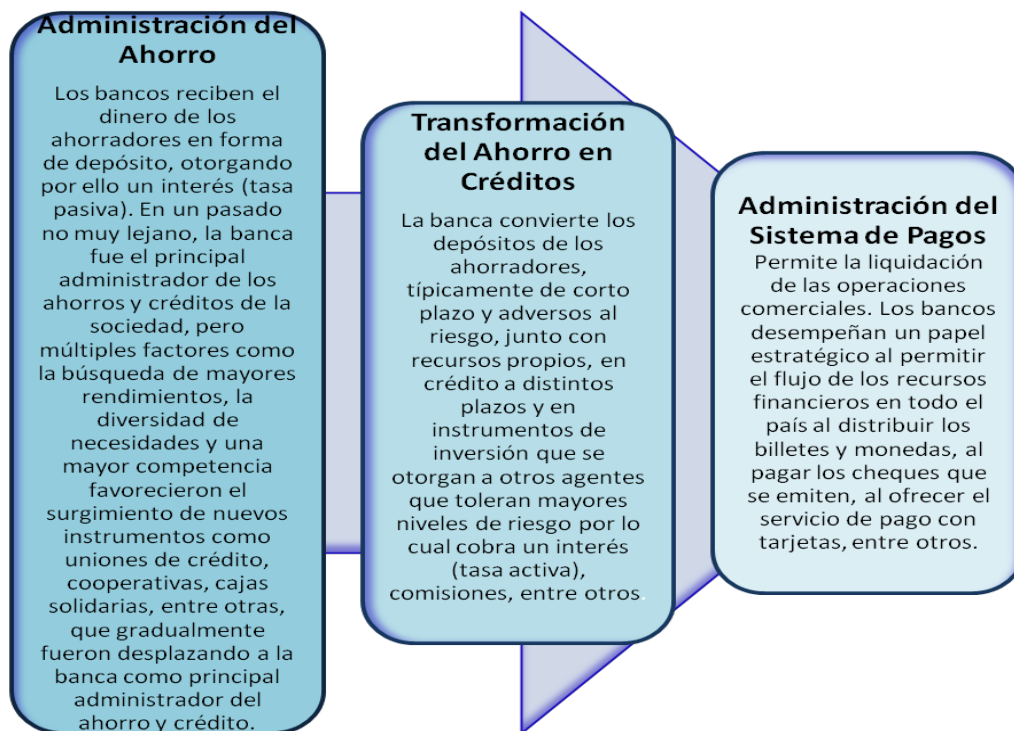 Administración del
Ahorro
Los bancos reciben el
dinero de los
ahorradores en forma
de depósito, otorgando
por ello un interés (tasa
pasiva). En un pasado
no muy lejano, la banca
fue el principal
administrador de los
ahorros y créditos de la
sociedad, pero
múltiples factores como
la búsqueda de mayores
rendimientos, la
diversidad de
necesidades y una
mayor competencia
favorecieron el
surgimiento de nuevos
instrumentos como
uniones de crédito,
cooperativas, cajas
solidarias, entre otras,
que gradualmente
fueron desplazando a la
banca como principal
administrador del
ahorro y crédito.
Transformación
del Ahorro en
Créditos
La banca convierte los
depósitos de los
ahorradores,
típicamente de corto
plazo y adversos al
riesgo, junto con
recursos propios, en
crédito a distintos
plazos y en
instrumentos de
inversión que se
otorgan a otros agentes
que toleran mayores
niveles de riesgo por lo
cual cobra un interés
(tasa activa),
comisiones, entre otros.
Administración del
Sistema de Pagos
Permite la liquidación
de las operaciones
comerciales. Los bancos
desempeñan un papel
estratégico al permitir
el flujo de los recursos
financieros en todo el
país al distribuir los
billetes y monedas, al
pagar los cheques que
se emiten, al ofrecer el
servicio de pago con
tarjetas, entre otros.